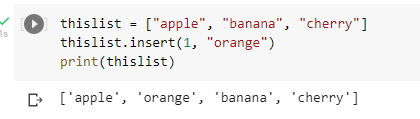 thislist = ["apple", "banana", "cherry"]
thislist.insert(1, "orange")
print(thislist)
['apple', 'orange', 'banana', 'cherry']